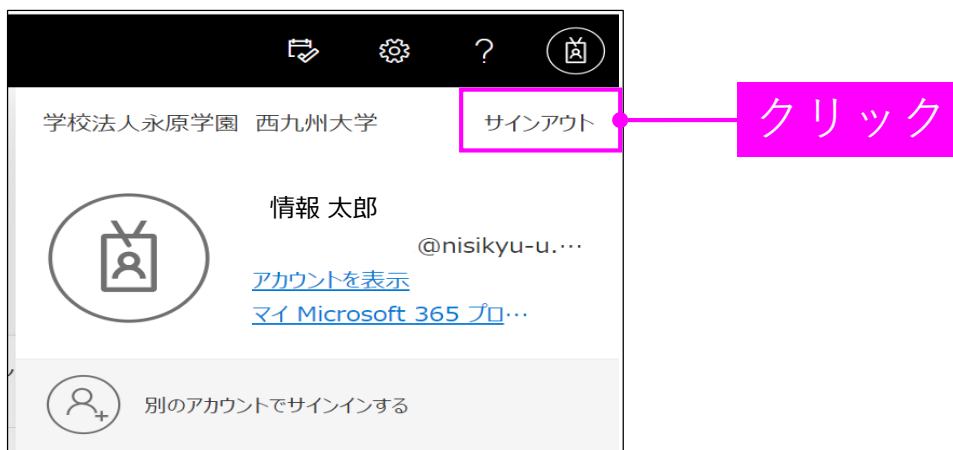 ?
学校法人永原学園 西九州大学 サインアウト
クリック
情報 太郎
@nisikyu-u.…
アカウントを表示
マイ Microsoft 365 プロ…
別のアカウントでサインインする